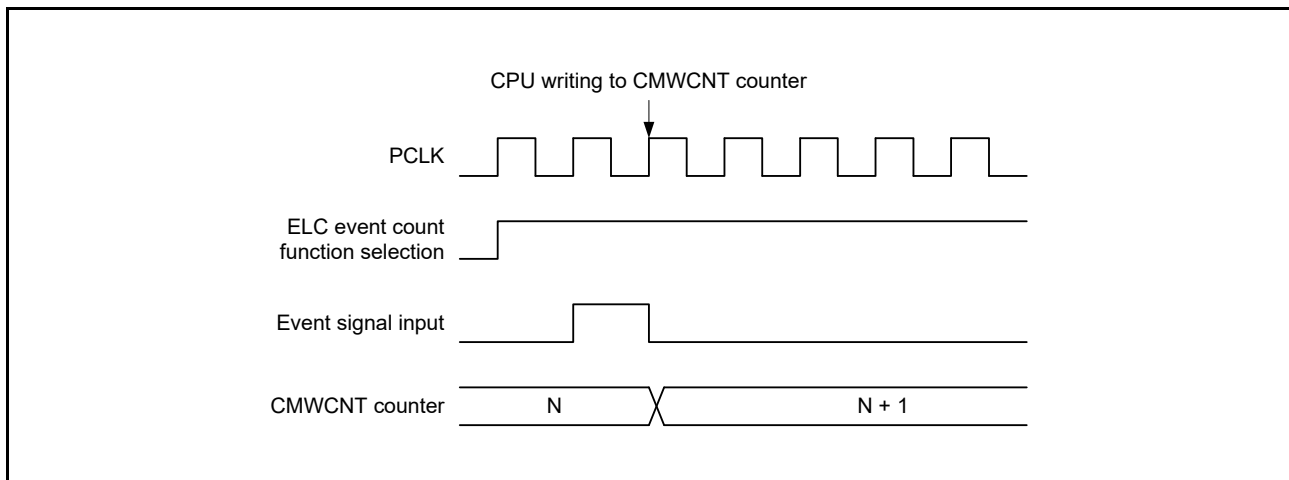 CPU writing to CMWCNT counter
PCLK
ELC event count
function selection
Event signal input
CMWCNT counter
N
N + 1